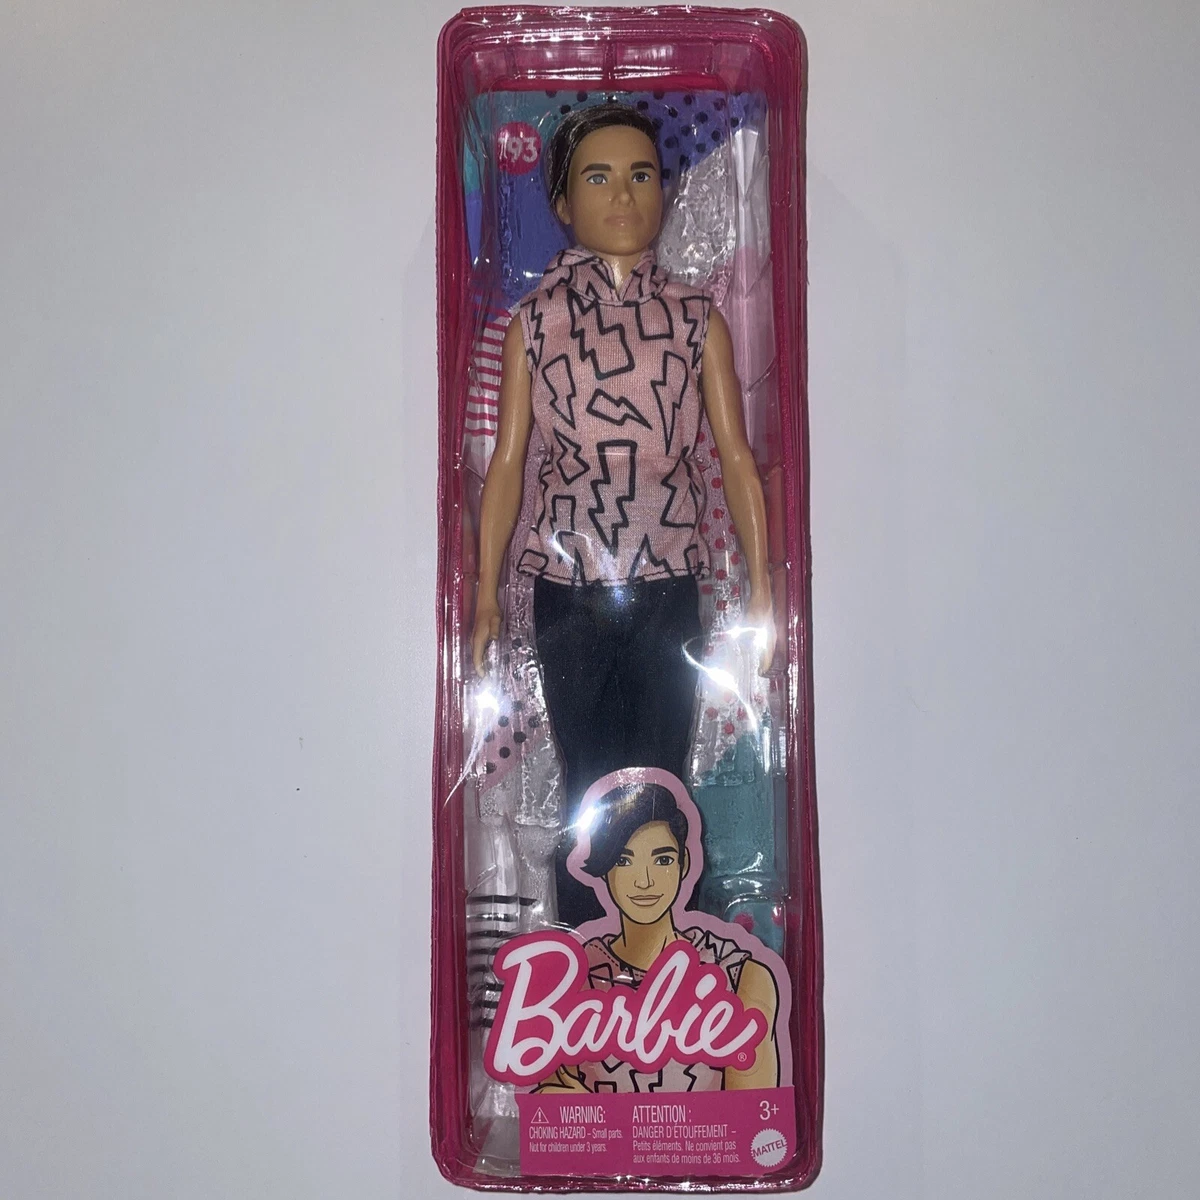 193
Barbie®
WARNING:
CHOKING HAZARD – Small parts.
Not for children under 3 years.
ATTENTION :
DANGER D'ÉTOUFFEMENT –
Petits éléments. Ne convient pas
aux enfants de moins de 36 mois.
3+
MATTEL